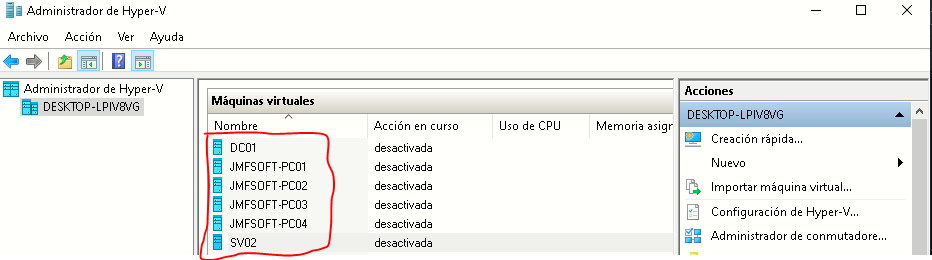 Administrador de Hyper-V
Archivo Acción Ver Ayuda
Administrador de Hyper-V
DESKTOP-LPIV8VG
Máquinas virtuales
Nombre Acción en curso Uso de CPU Memoria asigr
DC01 desactivada
JMFSOFT-PC01 desactivada
JMFSOFT-PC02 desactivada
JMFSOFT-PC03 desactivada
JMFSOFT-PC04 desactivada
SV02 desactivada
Acciones
DESKTOP-LPIV8VG
Creación rápida...
Nuevo
Importar máquina virtual...
Configuración de Hyper-V...
Administrador de conmutadore...